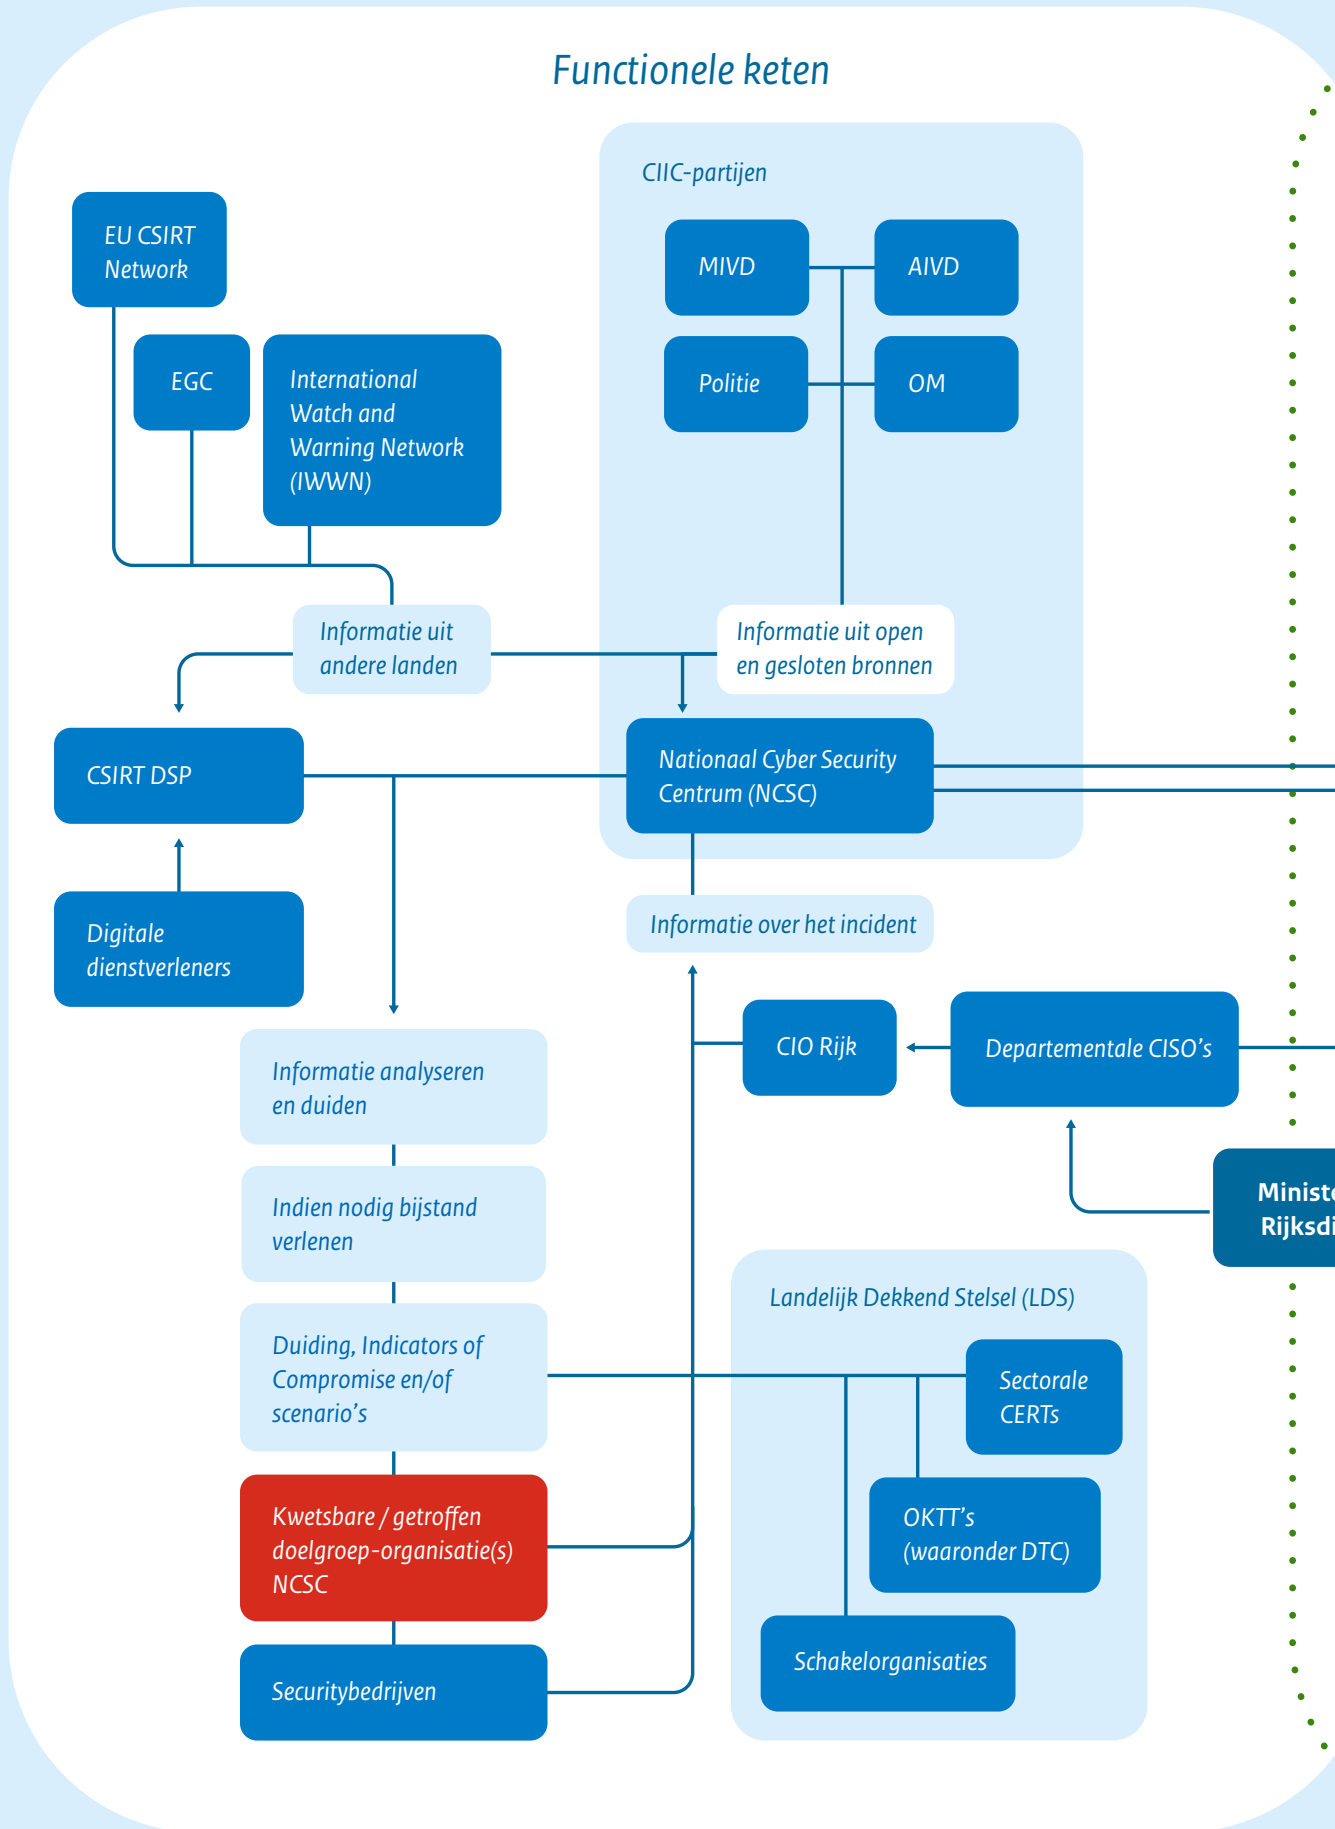 Functionele keten
CIIC-partijen
EU CSIRT
Network
MIVD
AIVD
EGC
International
Watch and
Warning Network
(IWWN)
Politie
OM
Informatie uit
andere landen
Informatie uit open
en gesloten bronnen
CSIRT DSP
Nationaal Cyber Security
Centrum (NCSC)
Digitale
dienstverleners
Informatie over het incident
CIO Rijk
Departementale CISO's
Informatie analyseren
en duiden
Indien nodig bijstand
verlenen
Landelijk Dekkend Stelsel (LDS)
Duiding, Indicators of
Compromise en/of
scenario's
Sectorale
CERTs
Kwetsbare / getroffen
doelgroep-organisatie(s)
NCSC
OKTT's
(waaronder DTC)
Schakelorganisaties
Securitybedrijven